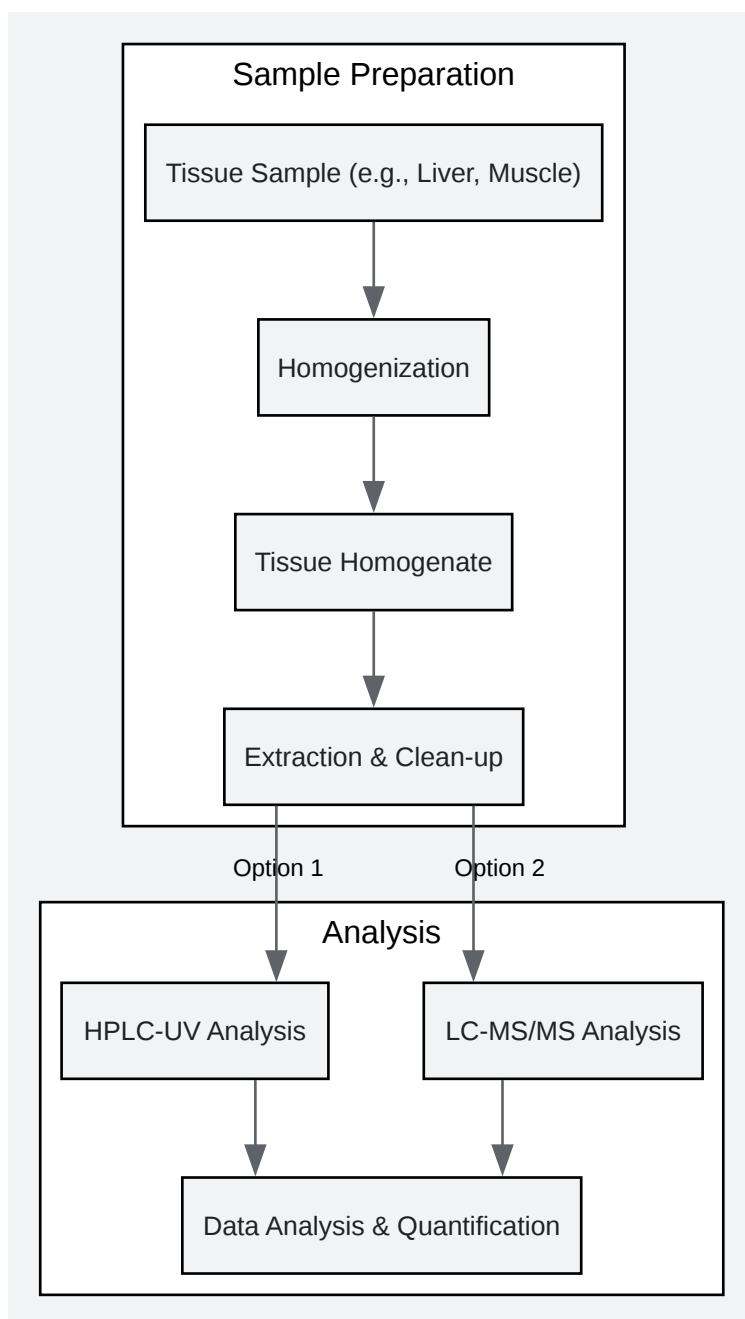 Sample Preparation
Tissue Sample (e.g., Liver, Muscle)
Homogenization
Tissue Homogenate
Extraction & Clean-up
Option 1
Option 2
Analysis
HPLC-UV Analysis
LC-MS/MS Analysis
Data Analysis & Quantification